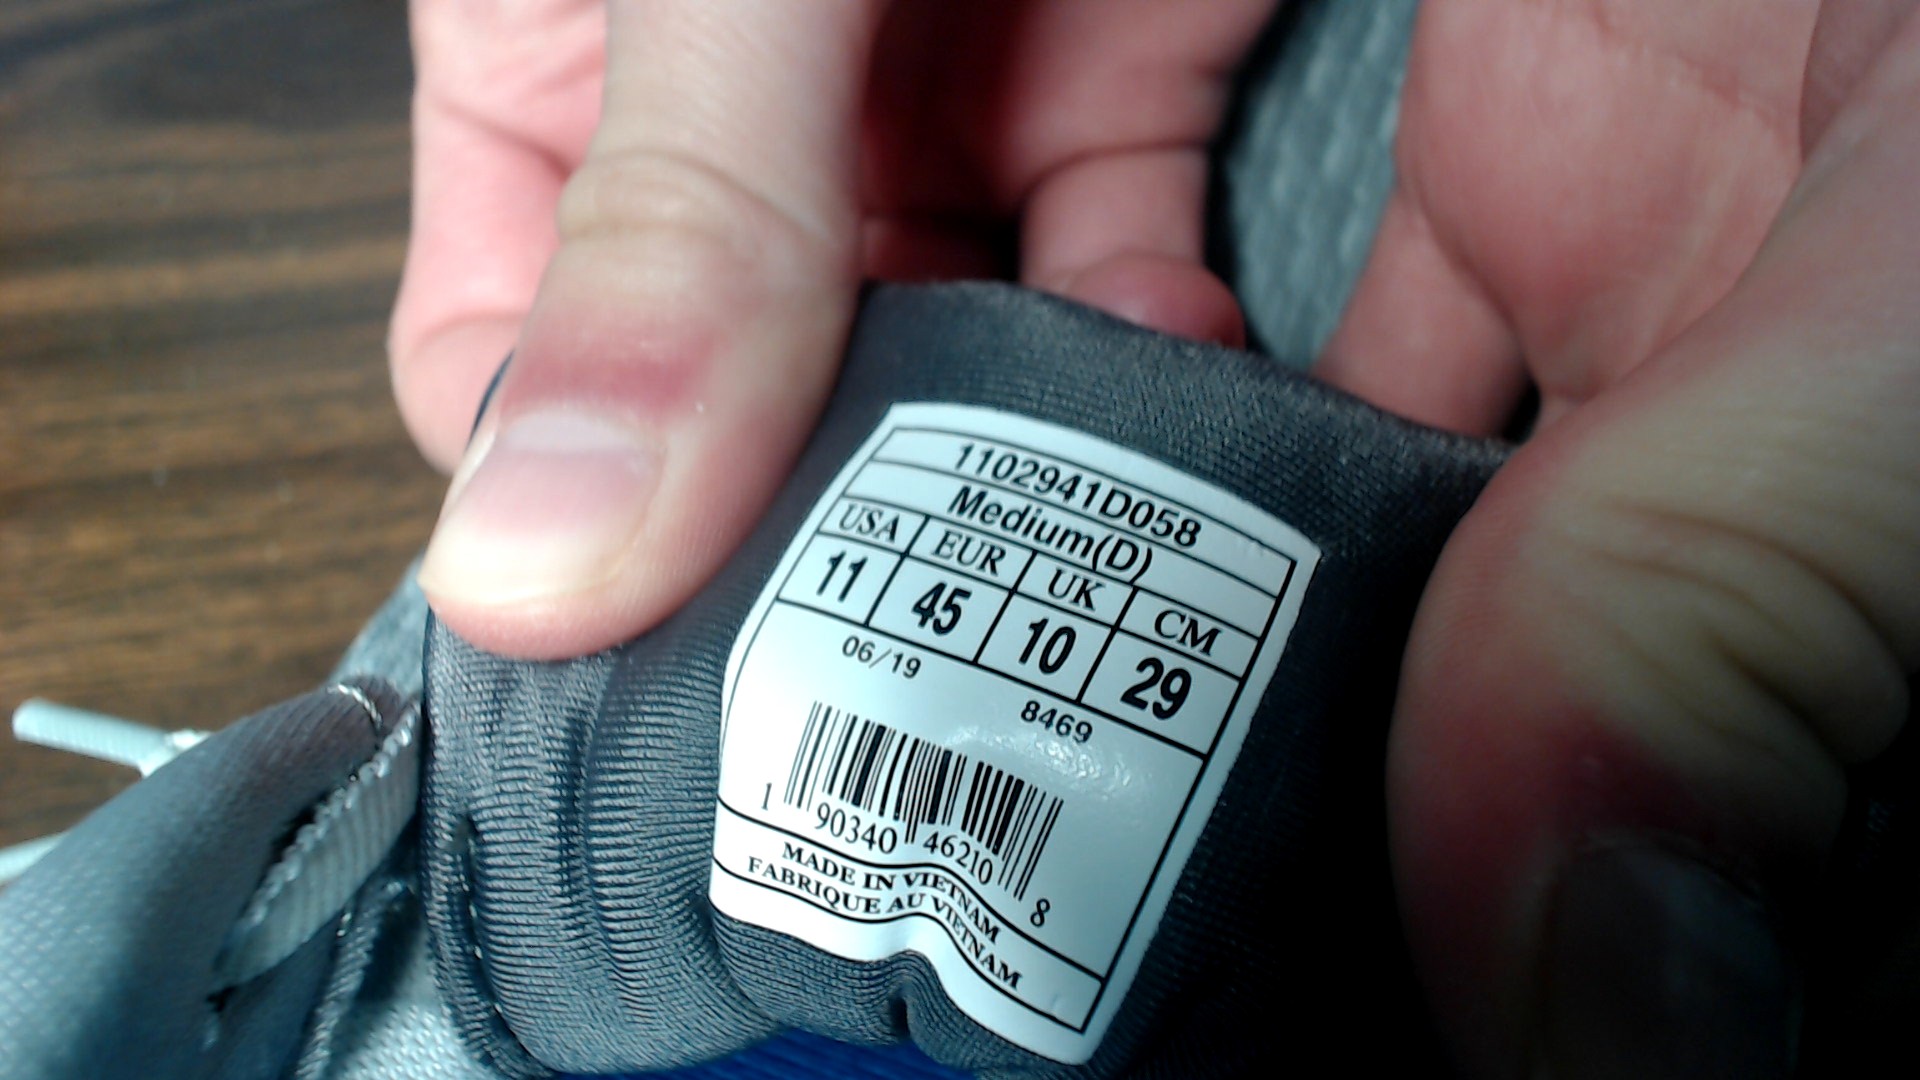 1102941D058
Medium(D)
USA EUR UK CM
11 45 10 29
06/19
8469
1 90340 46210 8
MADE IN VIETNAM
FABRIQUE AU VIETNAM